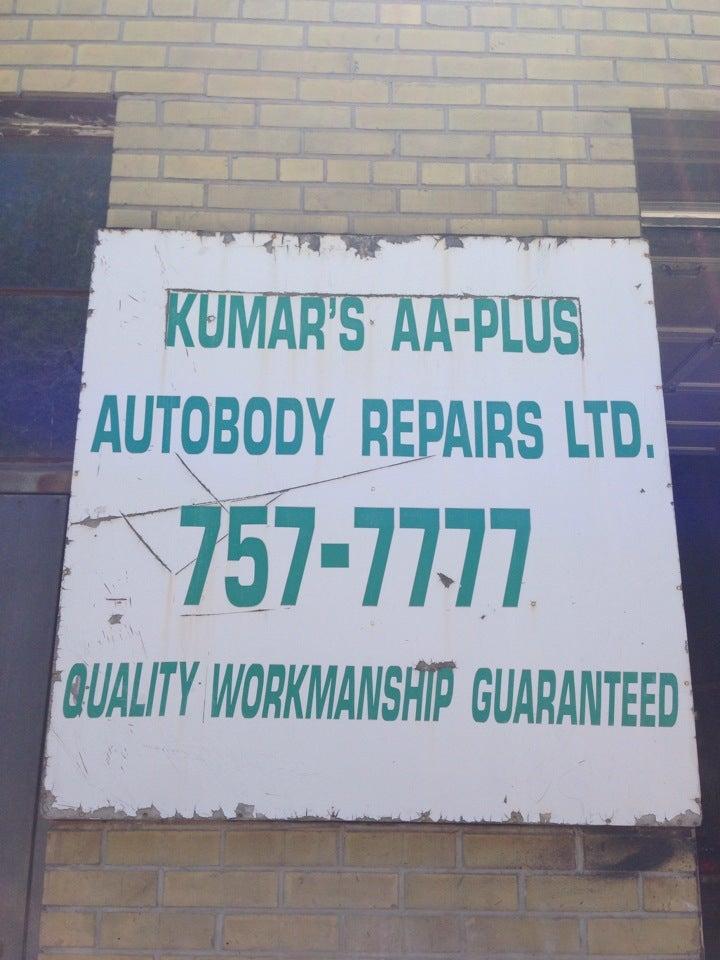 KUMAR'S AA-PLUS
AUTOBODY REPAIRS LTD.
757-7777
QUALITY WORKMANSHIP GUARANTEED